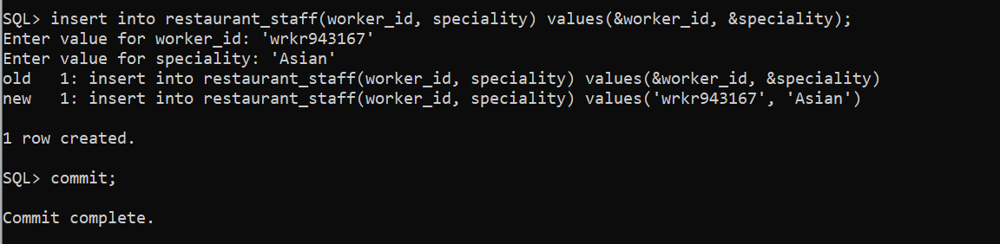 SQL> insert into restaurant_staff(worker_id, speciality) values(&worker_id, &speciality);
Enter value for worker_id: 'wrkr943167'
Enter value for speciality: 'Asian'
old   1: insert into restaurant_staff(worker_id, speciality) values(&worker_id, &speciality)
new   1: insert into restaurant_staff(worker_id, speciality) values('wrkr943167', 'Asian')
1 row created.
SQL> commit;
Commit complete.